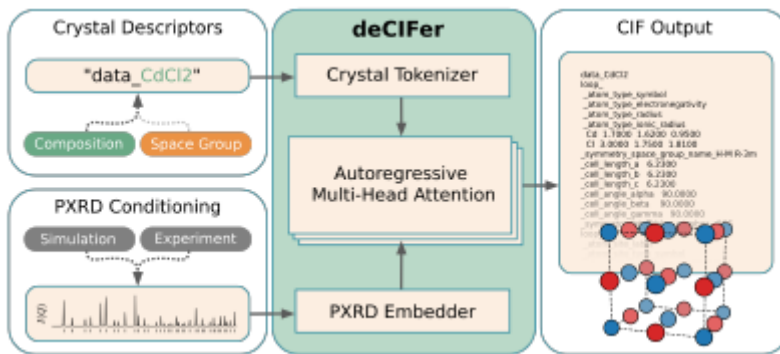 Crystal Descriptors
"data_CdCl2"
Composition
Space Group
PXRD Conditioning
Simulation
Experiment
I(Q)
deCIFer
Crystal Tokenizer
Autoregressive
Multi-Head Attention
PXRD Embedder
CIF Output
data_CdCl2
loop_
_atom_type_symbol
_atom_type_electronegativity
_atom_type_radius
_atom_type_ionic_radius
Cd 1.7000 1.6200 0.9500
Cl 3.0000 1.7500 1.8100
_symmetry_space_group_name_H-M R-3m
_cell_length_a 6.2300
_cell_length_b 6.2300
_cell_length_c 6.2300
_cell_angle_alpha 90.0000
_cell_angle_beta 90.0000
_cell_angle_gamma 90.0000